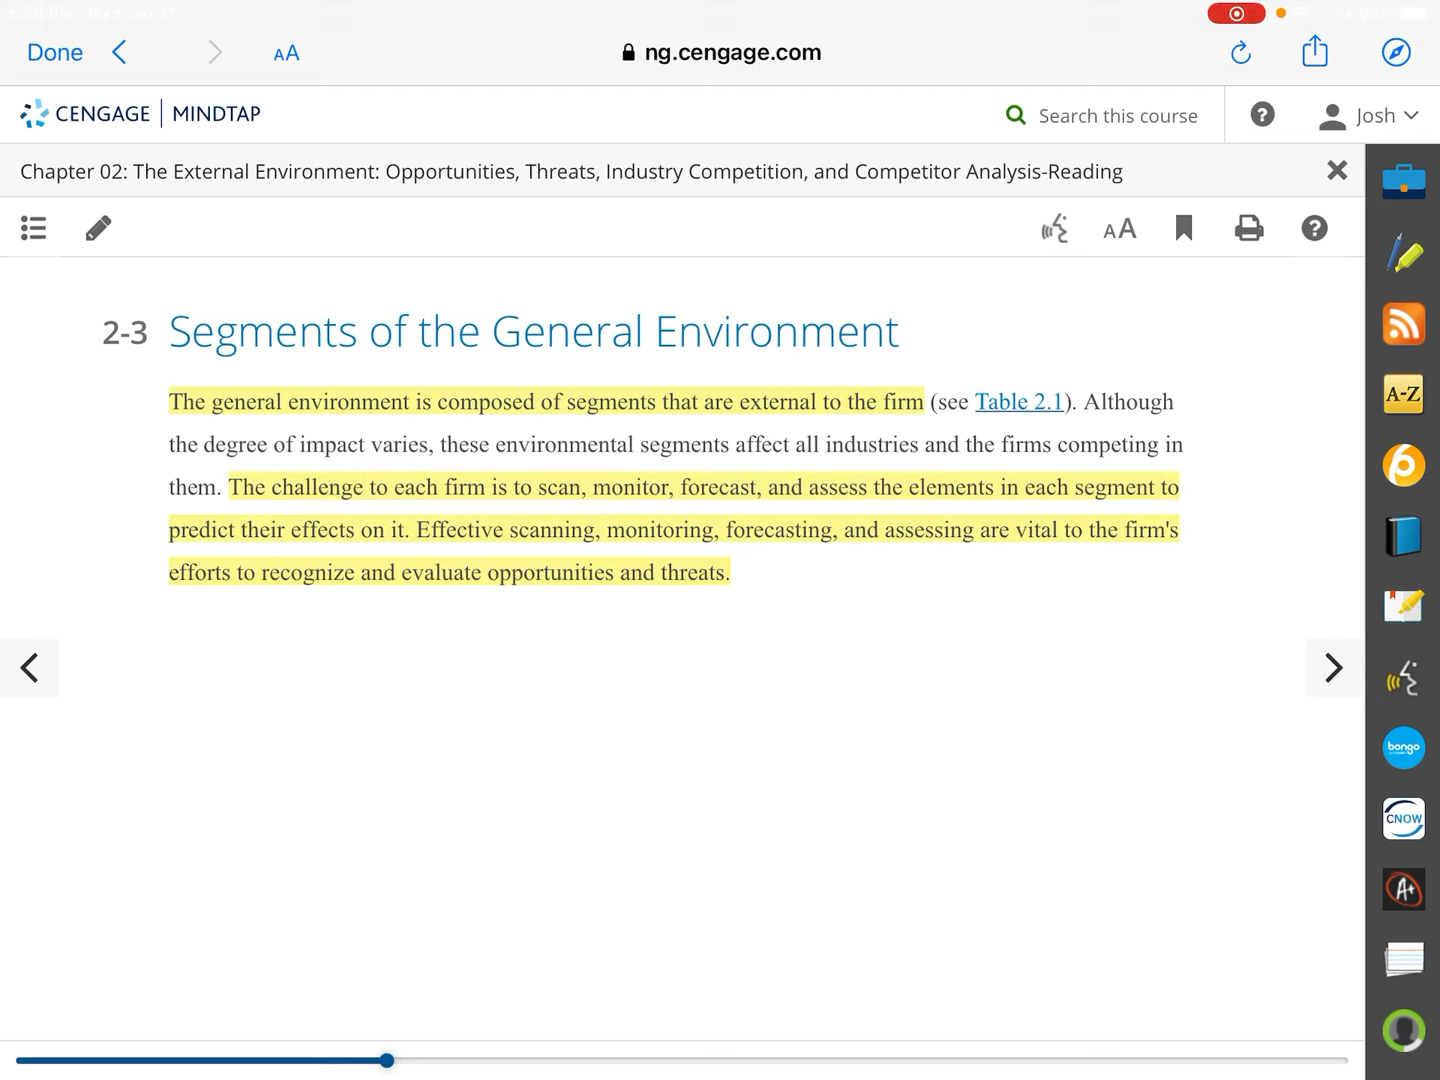 Done AA ng.cengage.com
CENGAGE | MINDTAP Search this course ? Josh
Chapter 02: The External Environment: Opportunities, Threats, Industry Competition, and Competitor Analysis-Reading
AA ?
2-3 Segments of the General Environment
The general environment is composed of segments that are external to the firm (see Table 2.1). Although
the degree of impact varies, these environmental segments affect all industries and the firms competing in
them. The challenge to each firm is to scan, monitor, forecast, and assess the elements in each segment to
predict their effects on it. Effective scanning, monitoring, forecasting, and assessing are vital to the firm's
efforts to recognize and evaluate opportunities and threats.
A-Z
bongo
CNOW
A+